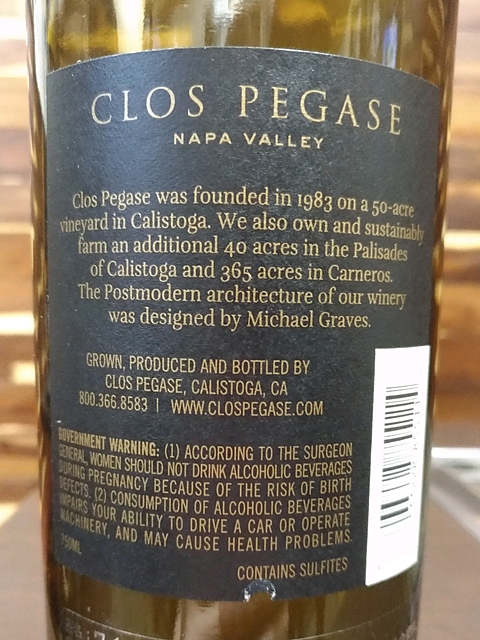 CLOS PEGASE
NAPA VALLEY
Clos Pegase was founded in 1983 on a 50-acre
vineyard in Calistoga. We also own and sustainably
farm an additional 40 acres in the Palisades
of Calistoga and 365 acres in Carneros.
The Postmodern architecture of our winery
was designed by Michael Graves.
GROWN, PRODUCED AND BOTTLED BY
CLOS PEGASE, CALISTOGA, CA
800.366.8583 | WWW.CLOSPEGASE.COM
GOVERNMENT WARNING: (1) ACCORDING TO THE SURGEON
GENERAL, WOMEN SHOULD NOT DRINK ALCOHOLIC BEVERAGES
DURING PREGNANCY BECAUSE OF THE RISK OF BIRTH
DEFECTS. (2) CONSUMPTION OF ALCOHOLIC BEVERAGES
IMPAIRS YOUR ABILITY TO DRIVE A CAR OR OPERATE
MACHINERY, AND MAY CAUSE HEALTH PROBLEMS.
750ML
CONTAINS SULFITES